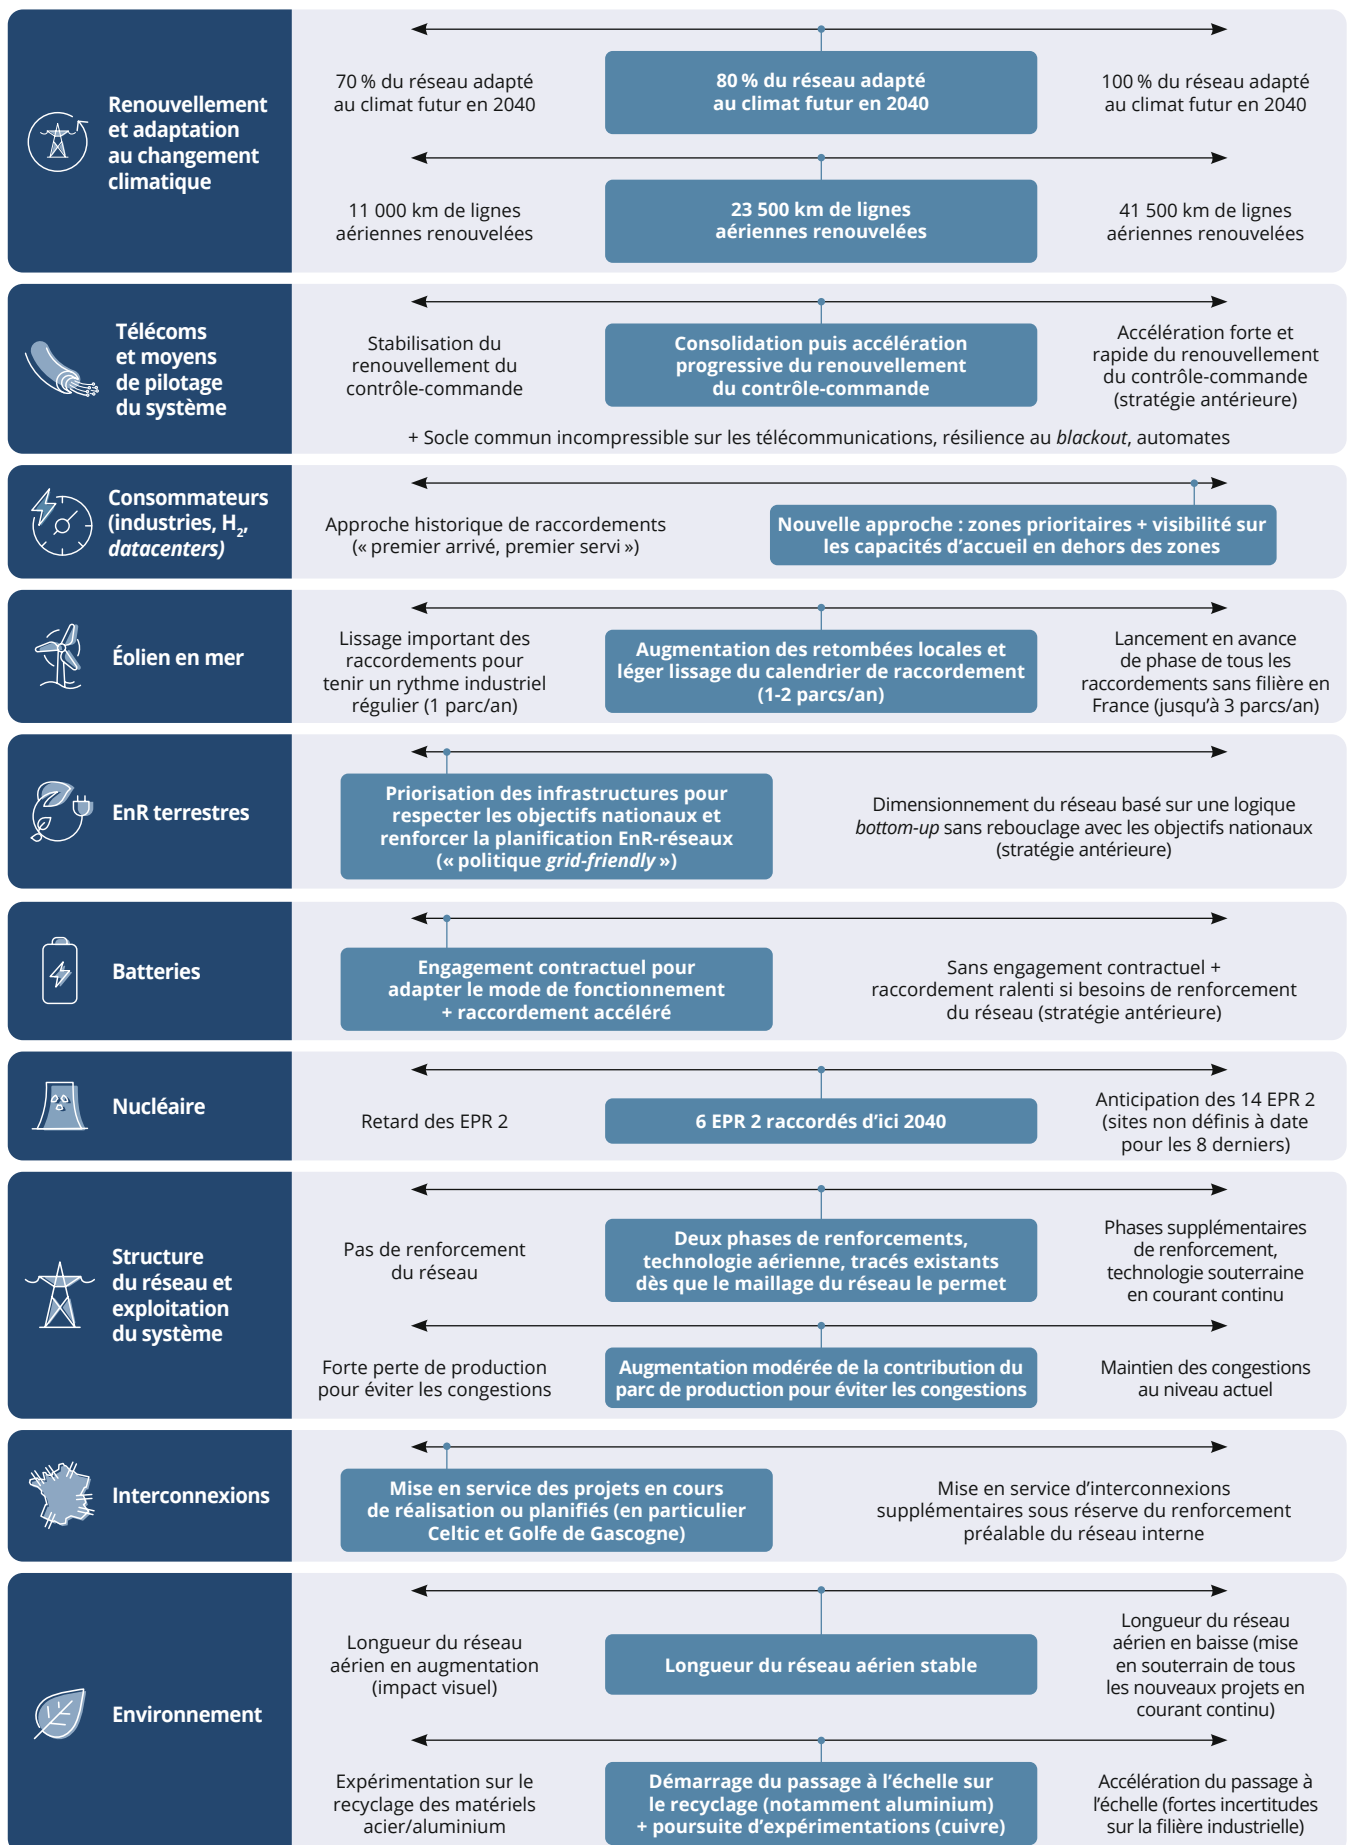 Renouvellement
et adaptation
au changement
climatique
70 % du réseau adapté
au climat futur en 2040
80 % du réseau adapté
au climat futur en 2040
100 % du réseau adapté
au climat futur en 2040
11 000 km de lignes
aériennes renouvelées
23 500 km de lignes
aériennes renouvelées
41 500 km de lignes
aériennes renouvelées
Télécoms
et moyens
de pilotage
du système
Stabilisation du
renouvellement du
contrôle-commande
Consolidation puis accélération
progressive du renouvellement
du contrôle-commande
Accélération forte et
rapide du renouvellement
du contrôle-commande
(stratégie antérieure)
+ Socle commun incompressible sur les télécommunications, résilience au blackout, automates
Consommateurs
(industries, H2,
datacenters)
Approche historique de raccordements
(« premier arrivé, premier servi »)
Nouvelle approche : zones prioritaires + visibilité sur
les capacités d'accueil en dehors des zones
Éolien en mer
Lissage important des
raccordements pour
tenir un rythme industriel
régulier (1 parc/an)
Augmentation des retombées locales et
léger lissage du calendrier de raccordement
(1-2 parcs/an)
Lancement en avance
de phase de tous les
raccordements sans filière en
France (jusqu'à 3 parcs/an)
EnR terrestres
Priorisation des infrastructures pour
respecter les objectifs nationaux et
renforcer la planification EnR-réseaux
(« politique grid-friendly »)
Dimensionnement du réseau basé sur une logique
bottom-up sans rebouclage avec les objectifs nationaux
(stratégie antérieure)
Batteries
Engagement contractuel pour
adapter le mode de fonctionnement
+ raccordement accéléré
Sans engagement contractuel +
raccordement ralenti si besoins de renforcement
du réseau (stratégie antérieure)
Nucléaire
Retard des EPR 2
6 EPR 2 raccordés d'ici 2040
Anticipation des 14 EPR 2
(sites non définis à date
pour les 8 derniers)
Structure
du réseau et
exploitation
du système
Pas de renforcement
du réseau
Deux phases de renforcements,
technologie aérienne, tracés existants
dès que le maillage du réseau le permet
Phases supplémentaires
de renforcement,
technologie souterraine
en courant continu
Forte perte de production
pour éviter les congestions
Augmentation modérée de la contribution du
parc de production pour éviter les congestions
Maintien des congestions
au niveau actuel
Interconnexions
Mise en service des projets en cours
de réalisation ou planifiés (en particulier
Celtic et Golfe de Gascogne)
Mise en service d'interconnexions
supplémentaires sous réserve du renforcement
préalable du réseau interne
Environnement
Longueur du réseau
aérien en augmentation
(impact visuel)
Longueur du réseau aérien stable
Longueur du réseau
aérien en baisse (mise
en souterrain de tous
les nouveaux projets en
courant continu)
Expérimentation sur le
recyclage des matériels
acier/aluminium
Démarrage du passage à l'échelle sur
le recyclage (notamment aluminium)
+ poursuite d'expérimentations (cuivre)
Accélération du passage à
l'échelle (fortes incertitudes
sur la filière industrielle)